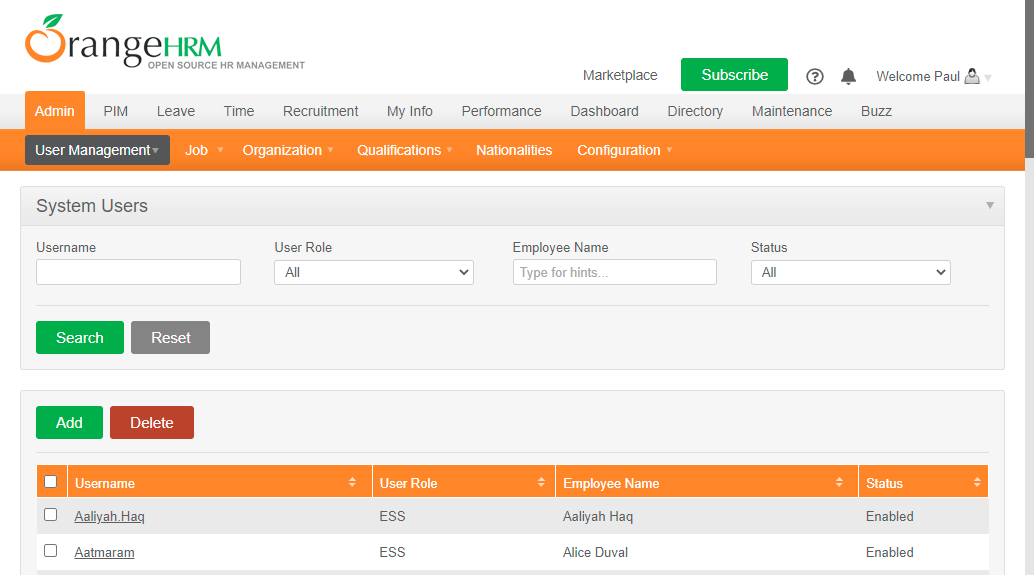 OrangeHRM
OPEN SOURCE HR MANAGEMENT
Marketplace Subscribe ? Welcome Paul
Admin PIM Leave Time Recruitment My Info Performance Dashboard Directory Maintenance Buzz
User Management Job Organization Qualifications Nationalities Configuration
System Users
Username User Role Employee Name Status
All Type for hints... All
Search Reset
Add Delete
Username User Role Employee Name Status
Aaliyah.Haq ESS Aaliyah Haq Enabled
Aatmaram ESS Alice Duval Enabled